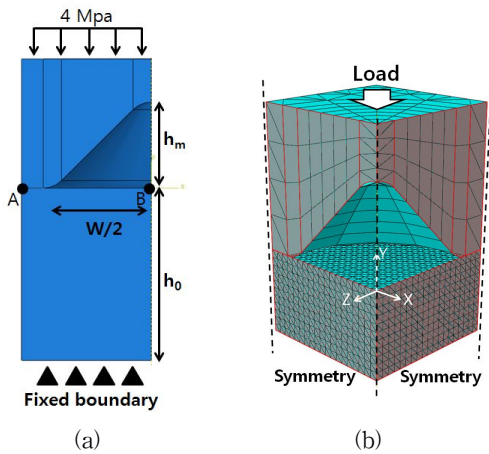 4 Mpa
hm
A
B
W/2
h0
Fixed boundary
(a)
Load
Y
Z
X
Symmetry
Symmetry
(b)